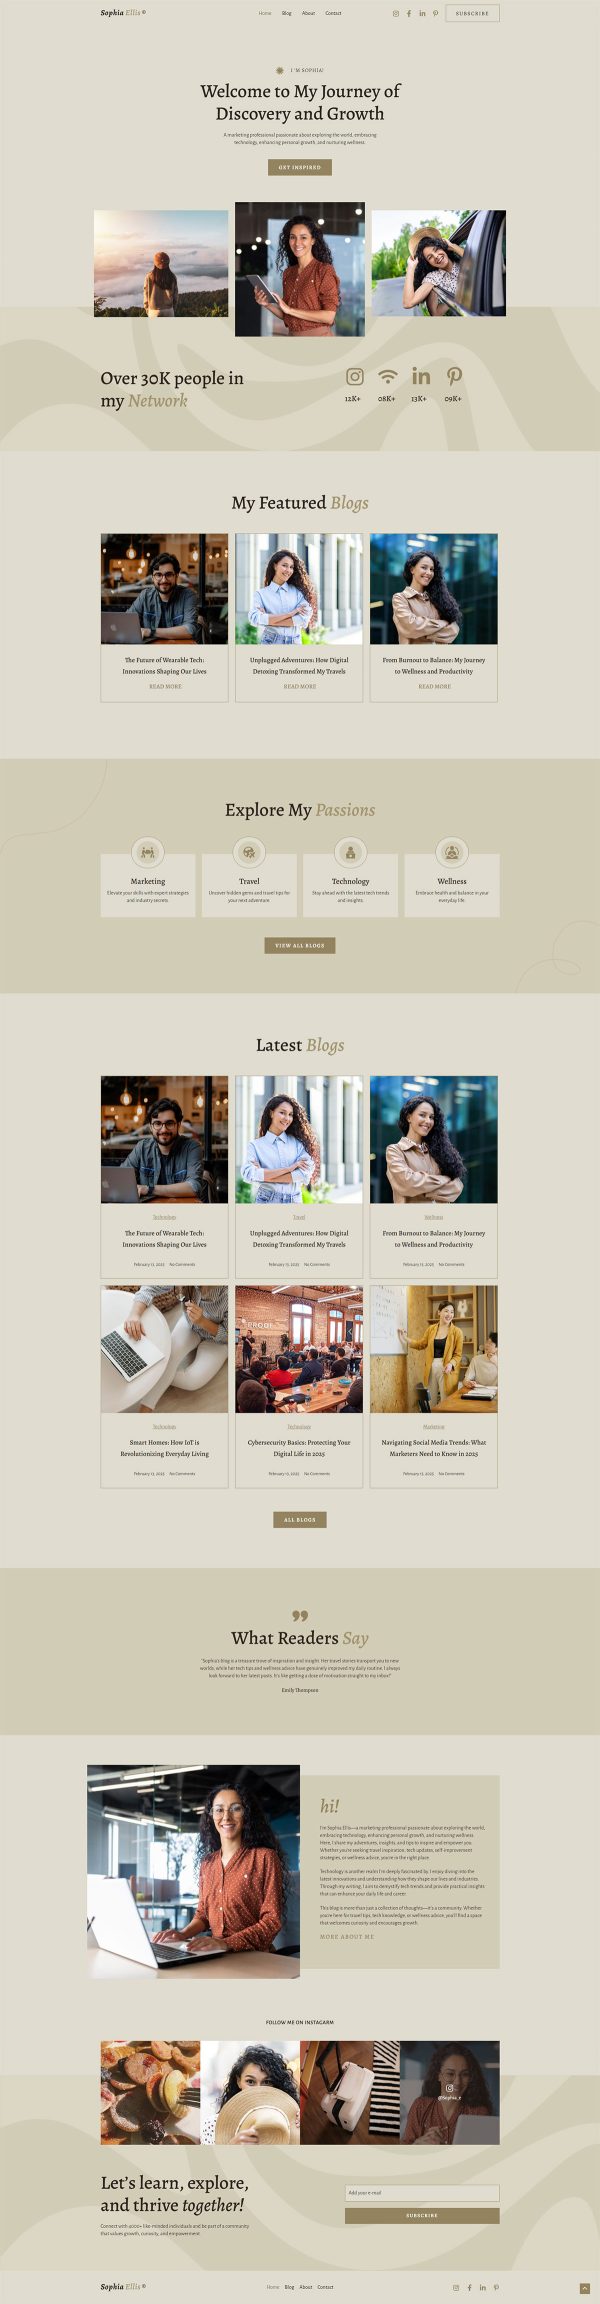 Sophia Ellis ®
Home Blog About Contact
SUBSCRIBE
I'M SOPHIA!
Welcome to My Journey of
Discovery and Growth
A marketing professional passionate about exploring the world, embracing
technology, enhancing personal growth, and nurturing wellness.
GET INSPIRED
Over 30K people in
my Network
12K+ 08K+ 13K+ 09K+
My Featured Blogs
The Future of Wearable Tech:
Innovations Shaping Our Lives
READ MORE
Unplugged Adventures: How Digital
Detoxing Transformed My Travels
READ MORE
From Burnout to Balance: My Journey
to Wellness and Productivity
READ MORE
Explore My Passions
Marketing
Elevate your skills with expert strategies
and industry secrets.
Travel
Uncover hidden gems and travel tips for
your next adventure.
Technology
Stay ahead with the latest tech trends
and insights.
Wellness
Embrace health and balance in your
everyday life.
VIEW ALL BLOGS
Latest Blogs
Technology
The Future of Wearable Tech:
Innovations Shaping Our Lives
February 13, 2025 No Comments
Travel
Unplugged Adventures: How Digital
Detoxing Transformed My Travels
February 13, 2025 No Comments
Wellness
From Burnout to Balance: My Journey
to Wellness and Productivity
February 13, 2025 No Comments
PROOF
Technology
Smart Homes: How IoT is
Revolutionizing Everyday Living
February 13, 2025 No Comments
Technology
Cybersecurity Basics: Protecting Your
Digital Life in 2025
February 13, 2025 No Comments
Marketing
Navigating Social Media Trends: What
Marketers Need to Know in 2025
February 13, 2025 No Comments
ALL BLOGS
What Readers Say
"Sophia's blog is a treasure trove of inspiration and insight. Her travel stories transport you to new
worlds, while her tech tips and wellness advice have genuinely improved my daily routine. I always
look forward to her latest posts. It's like getting a dose of motivation straight to my inbox!"
Emily Thompson
hi!
I'm Sophia Ellis—a marketing professional passionate about exploring the world,
embracing technology, enhancing personal growth, and nurturing wellness.
Here, I share my adventures, insights, and tips to inspire and empower you.
Whether you're seeking travel inspiration, tech updates, self-improvement
strategies, or wellness advice, you're in the right place.
Technology is another realm I'm deeply fascinated by. I enjoy diving into the
latest innovations and understanding how they shape our lives and industries.
Through my writing, I aim to demystify tech trends and provide practical insights
that can enhance your daily life and career.
This blog is more than just a collection of thoughts—it's a community. Whether
you're here for travel tips, tech knowledge, or wellness advice, you'll find a space
that welcomes curiosity and encourages growth.
MORE ABOUT ME
FOLLOW ME ON INSTAGARM
@Sophia_E
Let's learn, explore,
and thrive together!
Connect with 4000+ like-minded individuals and be part of a community
that values growth, curiosity, and empowerment.
Add your e-mail
SUBSCRIBE
Sophia Ellis ®
Home Blog About Contact